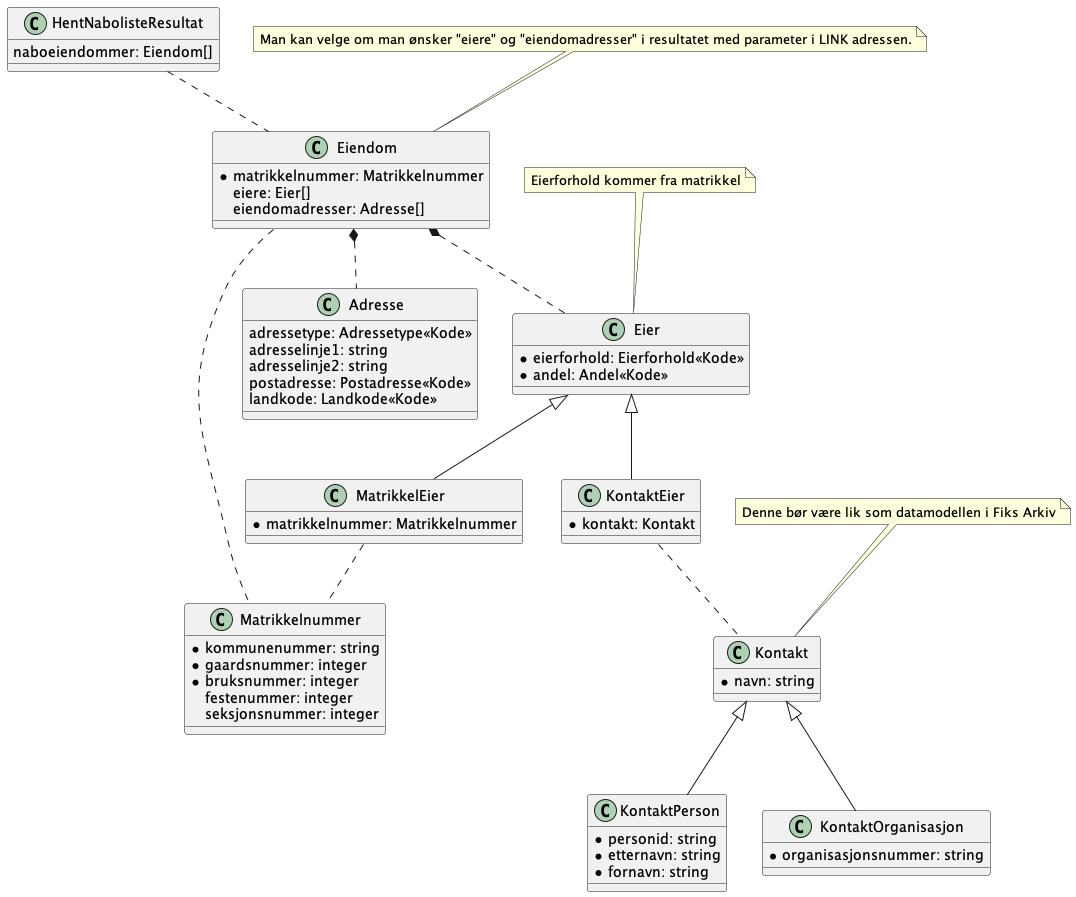 C HentNabolisteResultat
naboeiendommer: Eiendom[]
Man kan velge om man ønsker "eiere" og "eiendomadresser" i resultatet med parameter i LINK adressen.
C Eiendom
matrikkelnummer: Matrikkelnummer
eiere: Eier[]
eiendomadresser: Adresse[]
Eierforhold kommer fra matrikkel
C Adresse
adressetype: Adressetype«Kode»
adresselinje1: string
adresselinje2: string
postadresse: Postadresse«Kode»
landkode: Landkode«Kode»
C Eier
eierforhold: Eierforhold«Kode»
andel: Andel«Kode»
C MatrikkelEier
matrikkelnummer: Matrikkelnummer
C KontaktEier
kontakt: Kontakt
Denne bør være lik som datamodellen i Fiks Arkiv
C Matrikkelnummer
kommunenummer: string
gaardsnummer: integer
bruksnummer: integer
festenummer: integer
seksjonsnummer: integer
C Kontakt
navn: string
C KontaktPerson
personid: string
etternavn: string
fornavn: string
C KontaktOrganisasjon
organisasjonsnummer: string